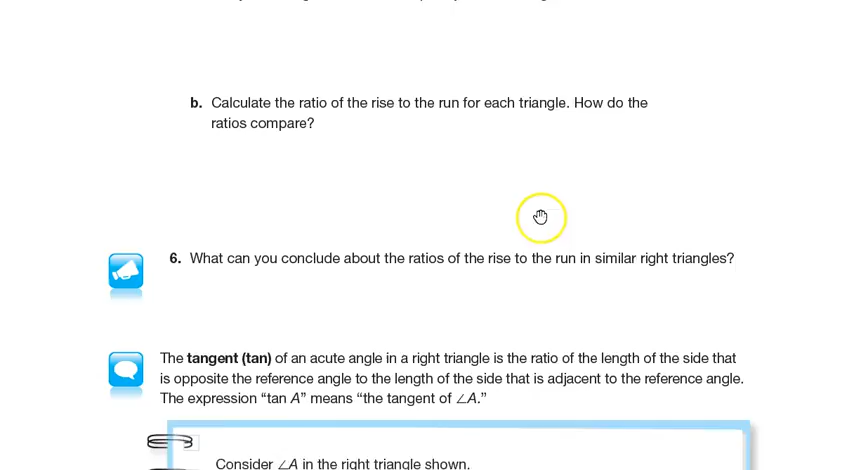 b. Calculate the ratio of the rise to the run for each triangle. How do the
ratios compare?
6. What can you conclude about the ratios of the rise to the run in similar right triangles?
The tangent (tan) of an acute angle in a right triangle is the ratio of the length of the side that
is opposite the reference angle to the length of the side that is adjacent to the reference angle.
The expression “tan A” means “the tangent of ∠A.”
Consider ∠A in the right triangle shown.